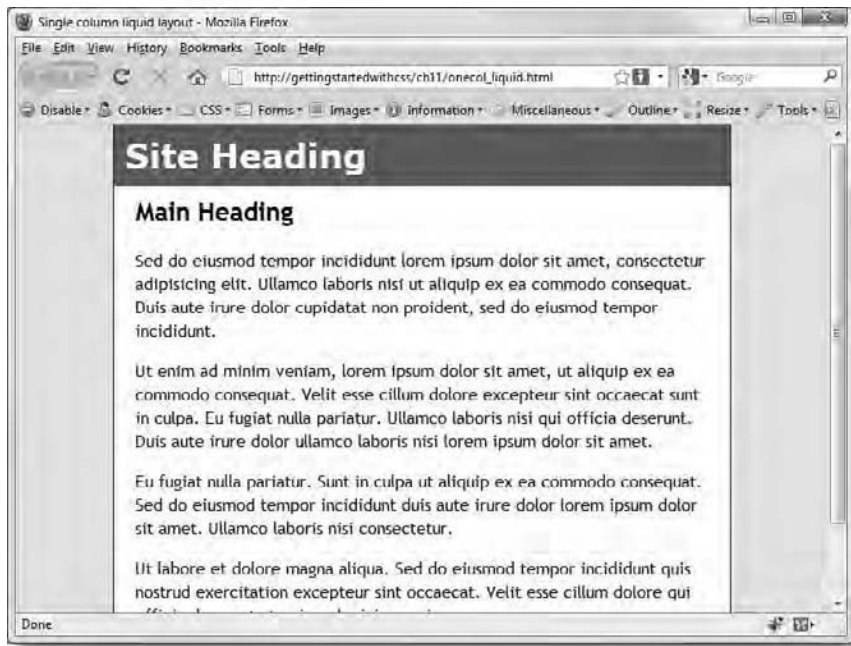 Single column liquid layout - Mozilla Firefox
File Edit View History Bookmarks Tools Help
http://gettingstartedwithcss/ch11/onecol_liquid.html Google
Disable Cookies CSS Forms Images Information Miscellaneous Outline Resize Tools
Site Heading
Main Heading
Sed do eiusmod tempor incididunt lorem ipsum dolor sit amet, consectetur
adipisicing elit. Ullamco laboris nisi ut aliquip ex ea commodo consequat.
Duis aute irure dolor cupidatat non proident, sed do eiusmod tempor
incididunt.
Ut enim ad minim veniam, lorem ipsum dolor sit amet, ut aliquip ex ea
commodo consequat. Velit esse cillum dolore excepteur sint occaecat sunt
in culpa. Eu fugiat nulla pariatur. Ullamco laboris nisi qui officia deserunt.
Duis aute irure dolor ullamco laboris nisi lorem ipsum dolor sit amet.
Eu fugiat nulla pariatur. Sunt in culpa ut aliquip ex ea commodo consequat.
Sed do eiusmod tempor incididunt duis aute irure dolor lorem ipsum dolor
sit amet. Ullamco laboris nisi consectetur.
Ut labore et dolore magna aliqua. Sed do eiusmod tempor incididunt quis
nostrud exercitation excepteur sint occaecat. Velit esse cillum dolore qui
Done